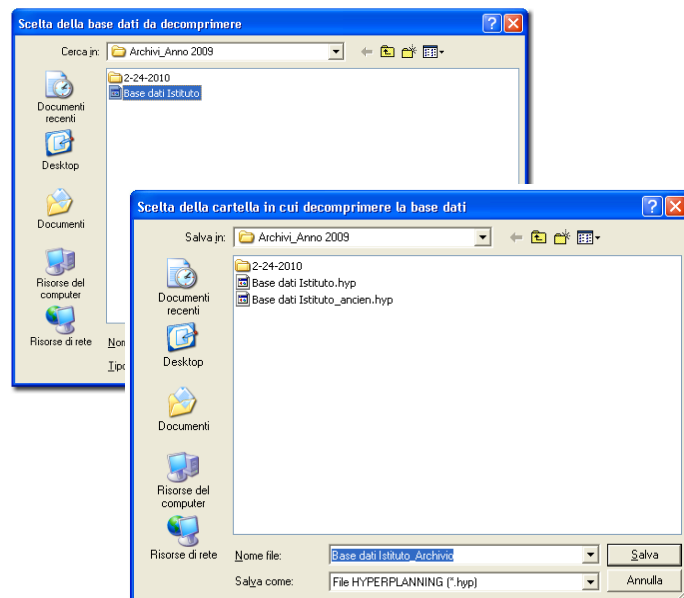 Scelta della base dati da decomprimere
Cerca in: Archivi_Anno 2009
2-24-2010
Base dati Istituto
Documenti
recenti
Desktop
Documenti
Risorse del
computer
Risorse di rete
Scelta della cartella in cui decomprimere la base dati
Salva in: Archivi_Anno 2009
2-24-2010
Base dati Istituto.hyp
Base dati Istituto_ancien.hyp
Documenti
recenti
Desktop
Documenti
Risorse del
computer
Risorse di rete
Nome file: Base dati Istituto_Archivio
Salva
Salva come: File HYPERPLANNING (*.hyp)
Annulla